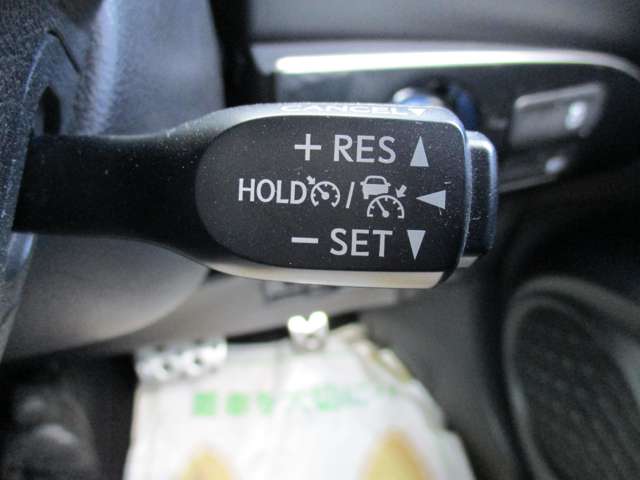 CANCEL
+ RES
HOLD /
− SET